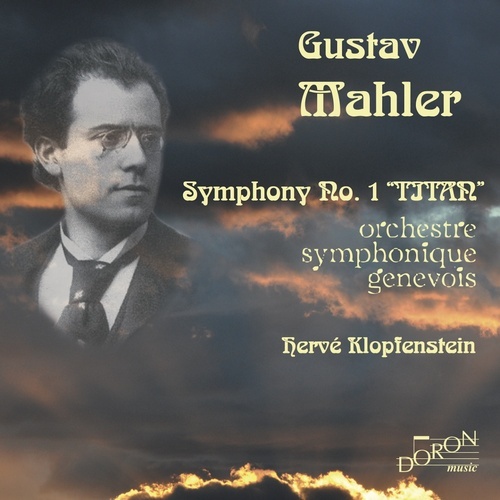 Gustav
Mahler
Symphony No. 1 "TITAN"
orchestre
symphonique
genevois
Hervé Klopfenstein
DORON
music